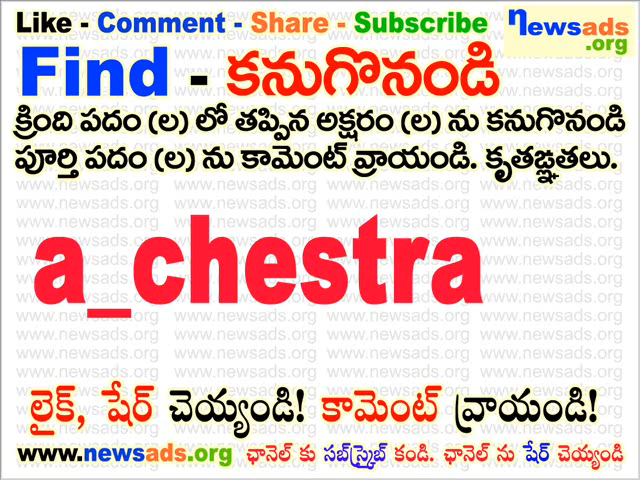 Like - Comment - Share - Subscribe
newsads
.org
Find - కనుగొనండి
క్రింది పదం (ల) లో తప్పిన అక్షరం (ల) ను కనుగొనండి
పూర్తి పదం (ల) ను కామెంట్ వ్రాయండి. కృతజ్ఞతలు.
a_chestra
లైక్, షేర్ చెయ్యండి! కామెంట్ వ్రాయండి!
www.newsads.org ఛానెల్ కు సబ్‌స్క్రైబ్ కండి. ఛానెల్ ను షేర్ చెయ్యండి